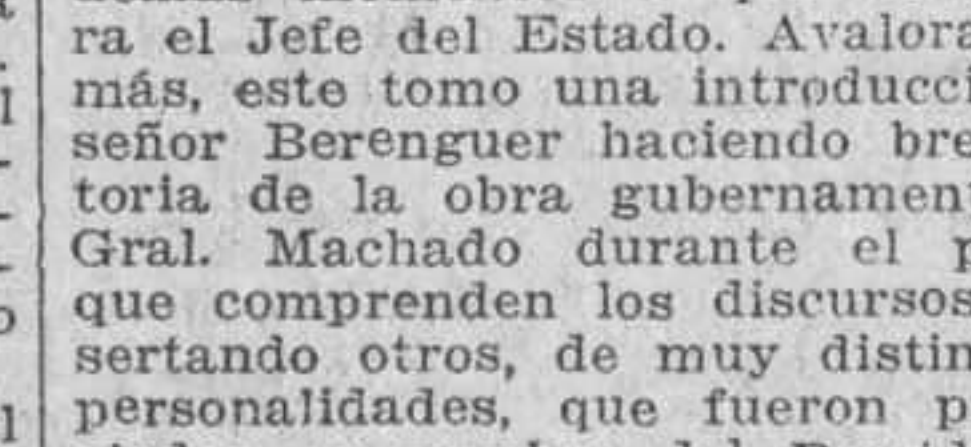 ra el Jefe del Estado. Avalora
más, este tomo una introducci
señor Berenguer haciendo bre
toria de la obra gubernament
Gral. Machado durante el p
que comprenden los discursos
sertando otros, de muy distin
personalidades, que fueron p